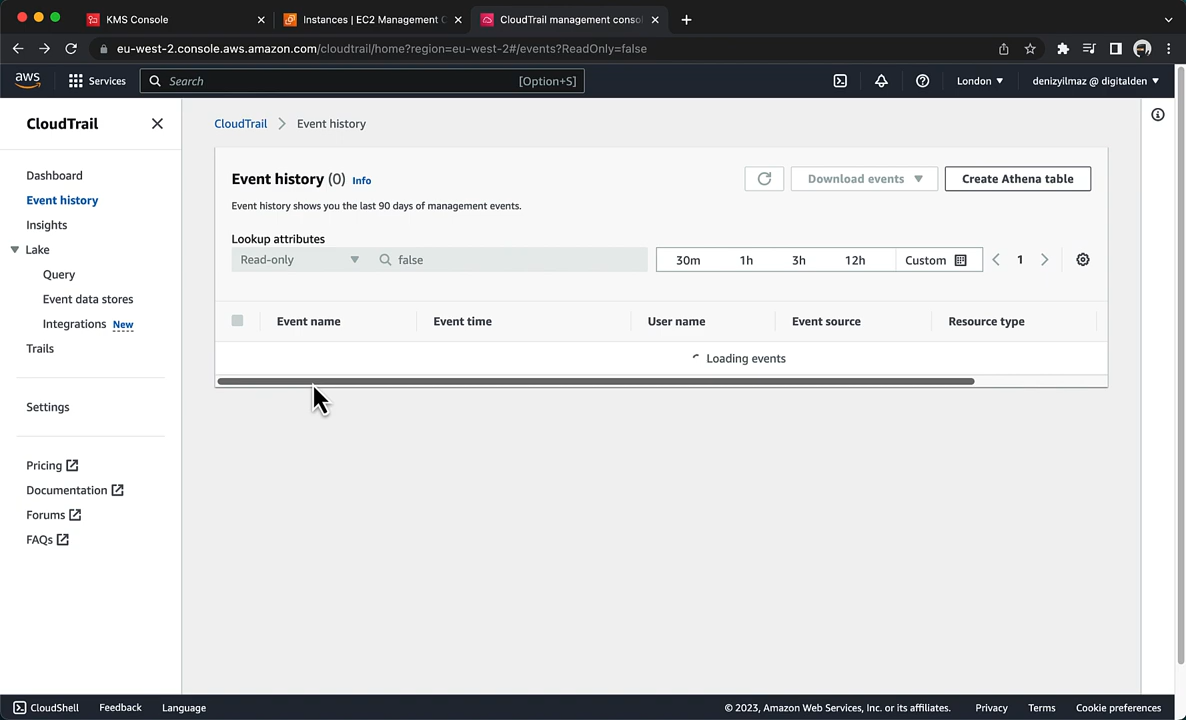 KMS Console
Instances | EC2 Management C
CloudTrail management consol
eu-west-2.console.aws.amazon.com/cloudtrail/home?region=eu-west-2#/events?ReadOnly=false
aws
Services
Search
[Option+S]
London
denizyilmaz @ digitalden
CloudTrail
Dashboard
Event history
Insights
Lake
Query
Event data stores
Integrations New
Trails
Settings
Pricing
Documentation
Forums
FAQs
CloudTrail
Event history
Event history (0) Info
Download events
Create Athena table
Event history shows you the last 90 days of management events.
Lookup attributes
Read-only
false
30m 1h 3h 12h Custom
1
Event name Event time User name Event source Resource type
Loading events
CloudShell Feedback Language
© 2023, Amazon Web Services, Inc. or its affiliates. Privacy Terms Cookie preferences